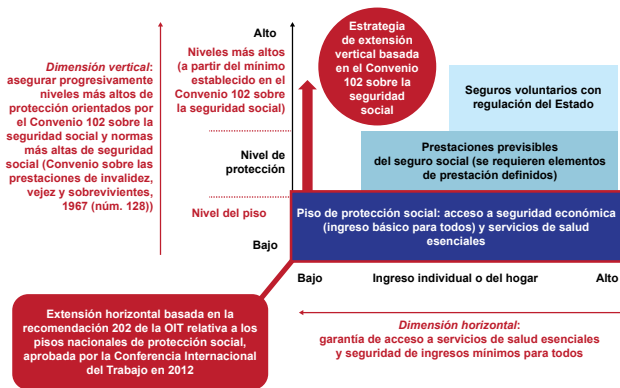 Dimensión vertical:
asegurar progresivamente
niveles más altos de
protección orientados por
el Convenio 102 sobre la
seguridad social y normas
más altas de seguridad
social (Convenio sobre las
prestaciones de invalidez,
vejez y sobrevivientes,
1967 (núm. 128))
Alto
Niveles más altos
(a partir del mínimo
establecido en el
Convenio 102 sobre
la seguridad social)
Nivel de
protección
Nivel del piso
Bajo
Estrategia
de extensión
vertical basada
en el Convenio
102 sobre la
seguridad
social
Seguros voluntarios con
regulación del Estado
Prestaciones previsibles
del seguro social (se requieren elementos
de prestación definidos)
Piso de protección social: acceso a seguridad económica
(ingreso básico para todos) y servicios de salud
esenciales
Bajo
Ingreso individual o del hogar
Alto
Extensión horizontal basada en la
recomendación 202 de la OIT relativa a los
pisos nacionales de protección social,
aprobada por la Conferencia Internacional
del Trabajo en 2012
Dimensión horizontal:
garantía de acceso a servicios de salud esenciales
y seguridad de ingresos mínimos para todos